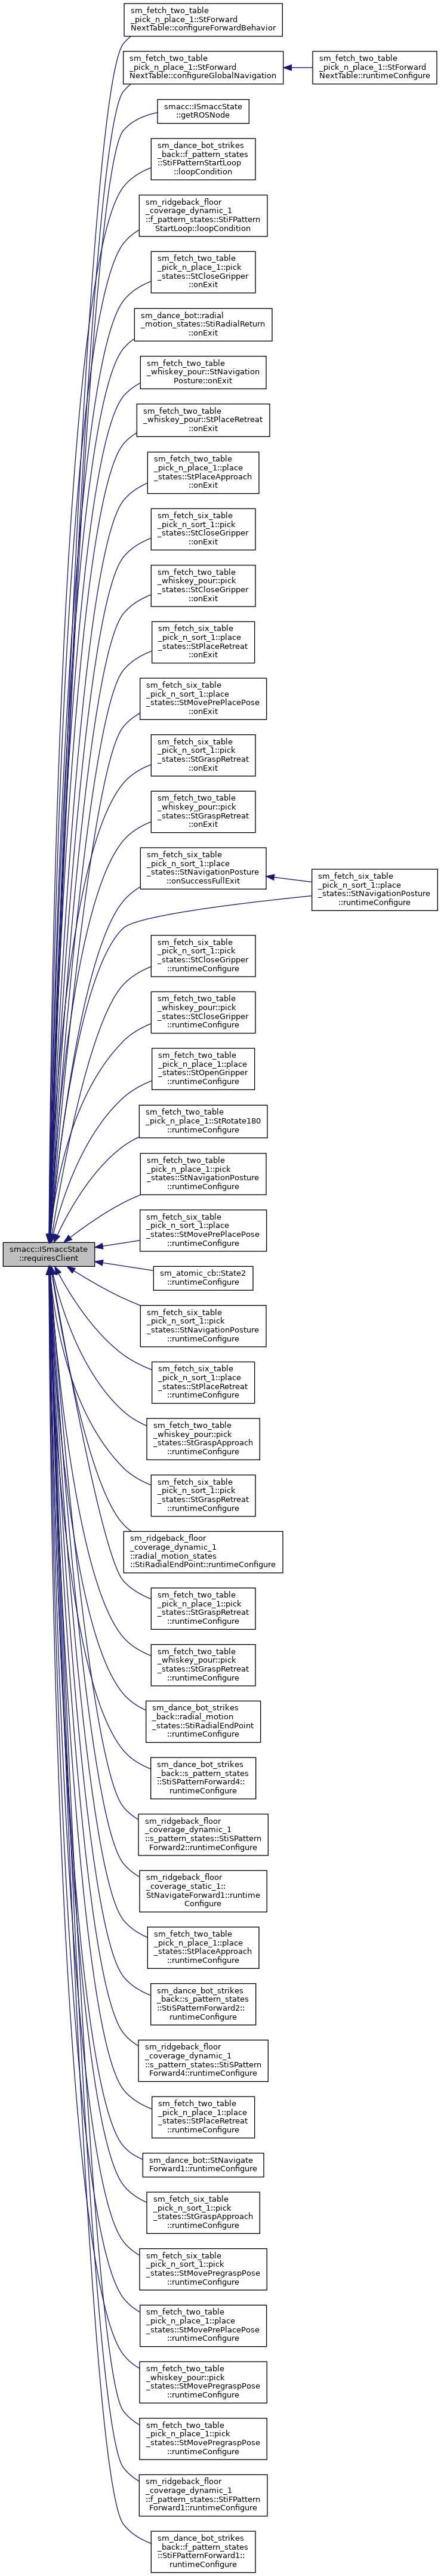 sm_fetch_two_table
_pick_n_place_1::StForward
NextTable::configureForwardBehavior
sm_fetch_two_table
_pick_n_place_1::StForward
NextTable::configureGlobalNavigation
sm_fetch_two_table
_pick_n_place_1::StForward
NextTable::runtimeConfigure
smacc::ISmaccState
::getROSNode
sm_dance_bot_strikes
_back::f_pattern_states
::StiFPatternStartLoop
::loopCondition
sm_ridgeback_floor
_coverage_dynamic_1
::f_pattern_states::StiFPattern
StartLoop::loopCondition
sm_fetch_two_table
_pick_n_place_1::pick
_states::StCloseGripper
::onExit
sm_dance_bot::radial
_motion_states::StiRadialReturn
::onExit
sm_fetch_two_table
_whiskey_pour::StNavigation
Posture::onExit
sm_fetch_two_table
_whiskey_pour::StPlaceRetreat
::onExit
sm_fetch_two_table
_pick_n_place_1::place
_states::StPlaceApproach
::onExit
sm_fetch_six_table
_pick_n_sort_1::pick
_states::StCloseGripper
::onExit
sm_fetch_two_table
_whiskey_pour::pick
_states::StCloseGripper
::onExit
sm_fetch_six_table
_pick_n_sort_1::place
_states::StPlaceRetreat
::onExit
sm_fetch_six_table
_pick_n_sort_1::place
_states::StMovePrePlacePose
::onExit
sm_fetch_six_table
_pick_n_sort_1::pick
_states::StGraspRetreat
::onExit
sm_fetch_two_table
_whiskey_pour::pick
_states::StGraspRetreat
::onExit
sm_fetch_six_table
_pick_n_sort_1::place
_states::StNavigationPosture
::onSuccessFullExit
sm_fetch_six_table
_pick_n_sort_1::place
_states::StNavigationPosture
::runtimeConfigure
sm_fetch_six_table
_pick_n_sort_1::pick
_states::StCloseGripper
::runtimeConfigure
sm_fetch_two_table
_whiskey_pour::pick
_states::StCloseGripper
::runtimeConfigure
sm_fetch_two_table
_pick_n_place_1::place
_states::StOpenGripper
::runtimeConfigure
sm_fetch_two_table
_pick_n_place_1::StRotate180
::runtimeConfigure
sm_fetch_two_table
_pick_n_place_1::pick
_states::StNavigationPosture
::runtimeConfigure
sm_fetch_six_table
_pick_n_sort_1::place
_states::StMovePrePlacePose
::runtimeConfigure
smacc::ISmaccState
::requiresClient
sm_atomic_cb::State2
::runtimeConfigure
sm_fetch_six_table
_pick_n_sort_1::pick
_states::StNavigationPosture
::runtimeConfigure
sm_fetch_six_table
_pick_n_sort_1::place
_states::StPlaceRetreat
::runtimeConfigure
sm_fetch_two_table
_whiskey_pour::pick
_states::StGraspApproach
::runtimeConfigure
sm_fetch_six_table
_pick_n_sort_1::pick
_states::StGraspRetreat
::runtimeConfigure
sm_ridgeback_floor
_coverage_dynamic_1
::radial_motion_states
::StiRadialEndPoint::runtimeConfigure
sm_fetch_two_table
_pick_n_place_1::pick
_states::StGraspRetreat
::runtimeConfigure
sm_fetch_two_table
_whiskey_pour::pick
_states::StGraspRetreat
::runtimeConfigure
sm_dance_bot_strikes
_back::radial_motion
_states::StiRadialEndPoint
::runtimeConfigure
sm_dance_bot_strikes
_back::s_pattern_states
::StiSPatternForward4::
runtimeConfigure
sm_ridgeback_floor
_coverage_dynamic_1
::s_pattern_states::StiSPattern
Forward2::runtimeConfigure
sm_ridgeback_floor
_coverage_static_1::
StNavigateForward1::runtime
Configure
sm_fetch_two_table
_pick_n_place_1::place
_states::StPlaceApproach
::runtimeConfigure
sm_dance_bot_strikes
_back::s_pattern_states
::StiSPatternForward2::
runtimeConfigure
sm_ridgeback_floor
_coverage_dynamic_1
::s_pattern_states::StiSPattern
Forward4::runtimeConfigure
sm_fetch_two_table
_pick_n_place_1::place
_states::StPlaceRetreat
::runtimeConfigure
sm_dance_bot::StNavigate
Forward1::runtimeConfigure
sm_fetch_six_table
_pick_n_sort_1::pick
_states::StGraspApproach
::runtimeConfigure
sm_fetch_six_table
_pick_n_sort_1::pick
_states::StMovePregraspPose
::runtimeConfigure
sm_fetch_two_table
_pick_n_place_1::place
_states::StMovePrePlacePose
::runtimeConfigure
sm_fetch_two_table
_whiskey_pour::pick
_states::StMovePregraspPose
::runtimeConfigure
sm_fetch_two_table
_pick_n_place_1::pick
_states::StMovePregraspPose
::runtimeConfigure
sm_ridgeback_floor
_coverage_dynamic_1
::f_pattern_states::StiFPattern
Forward1::runtimeConfigure
sm_dance_bot_strikes
_back::f_pattern_states
::StiFPatternForward1::
runtimeConfigure